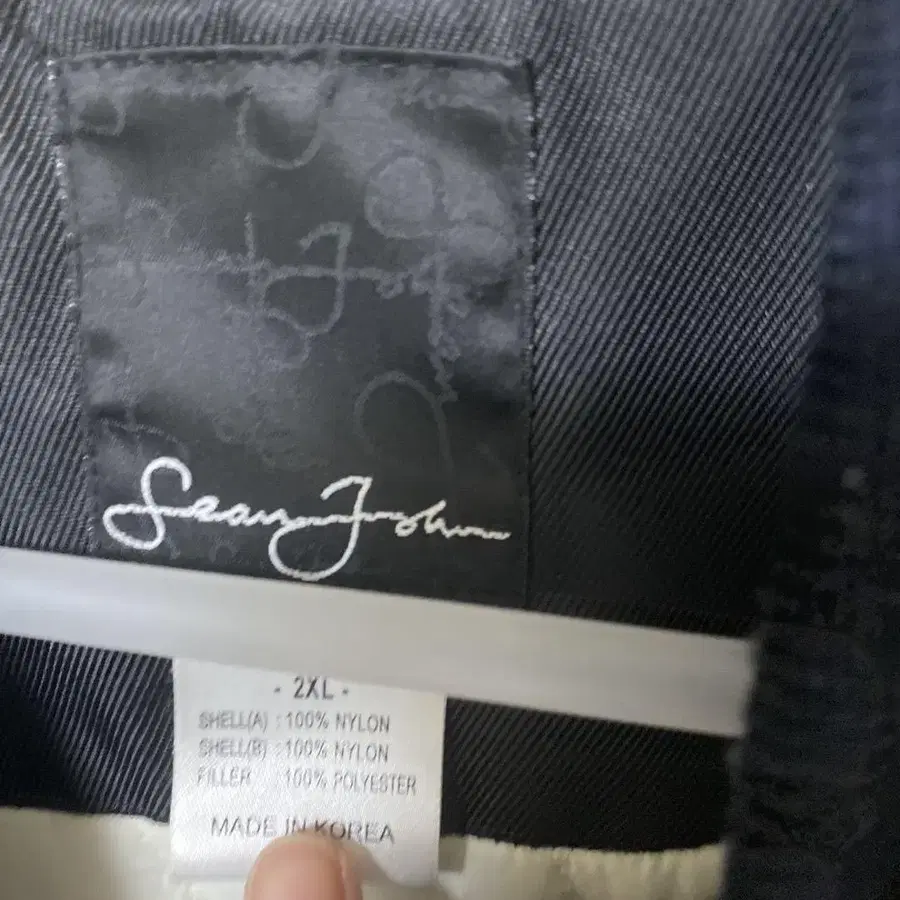 Sean John
- 2XL -
SHELL(A) : 100% NYLON
SHELL(B) : 100% NYLON
FILLER : 100% POLYESTER
MADE IN KOREA